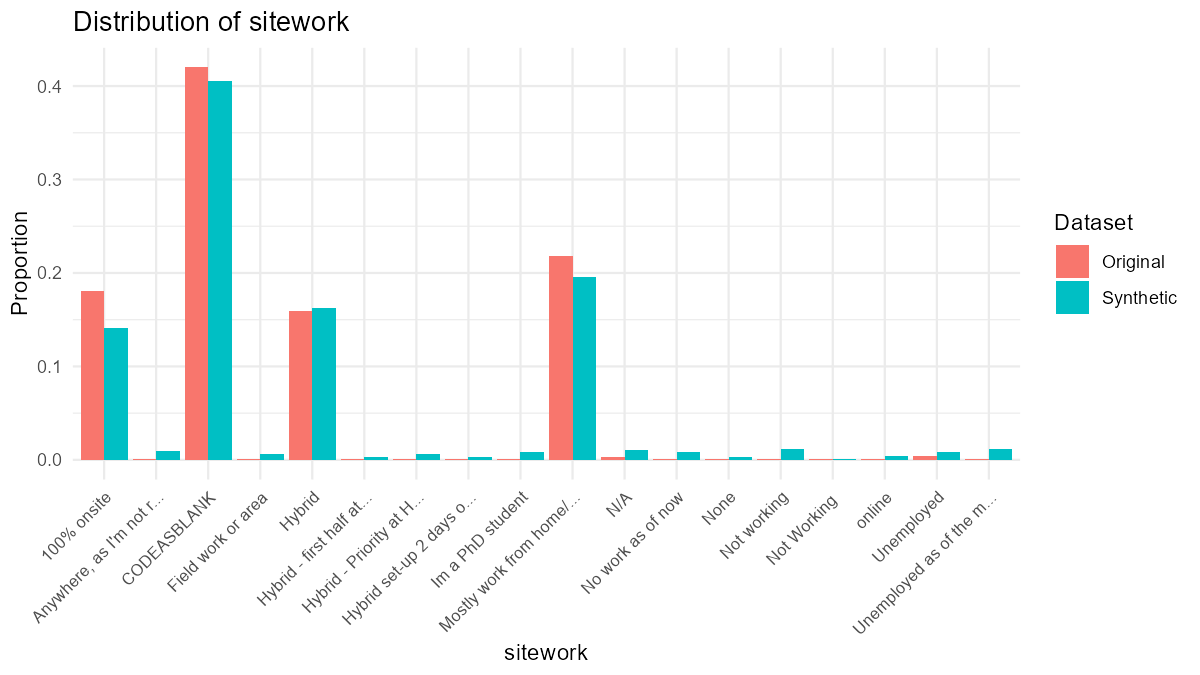 Distribution of sitework
Proportion
0.4
0.3
0.2
0.1
0.0
100% onsite
Anywhere, as I'm not r...
CODEASBLANK
Field work or area
Hybrid
Hybrid - first half at...
Hybrid - Priority at H...
Hybrid set-up 2 days o...
Im a PhD student
Mostly work from home/...
N/A
No work as of now
None
Not working
Not Working
online
Unemployed
Unemployed as of the m...
sitework
Dataset
Original
Synthetic